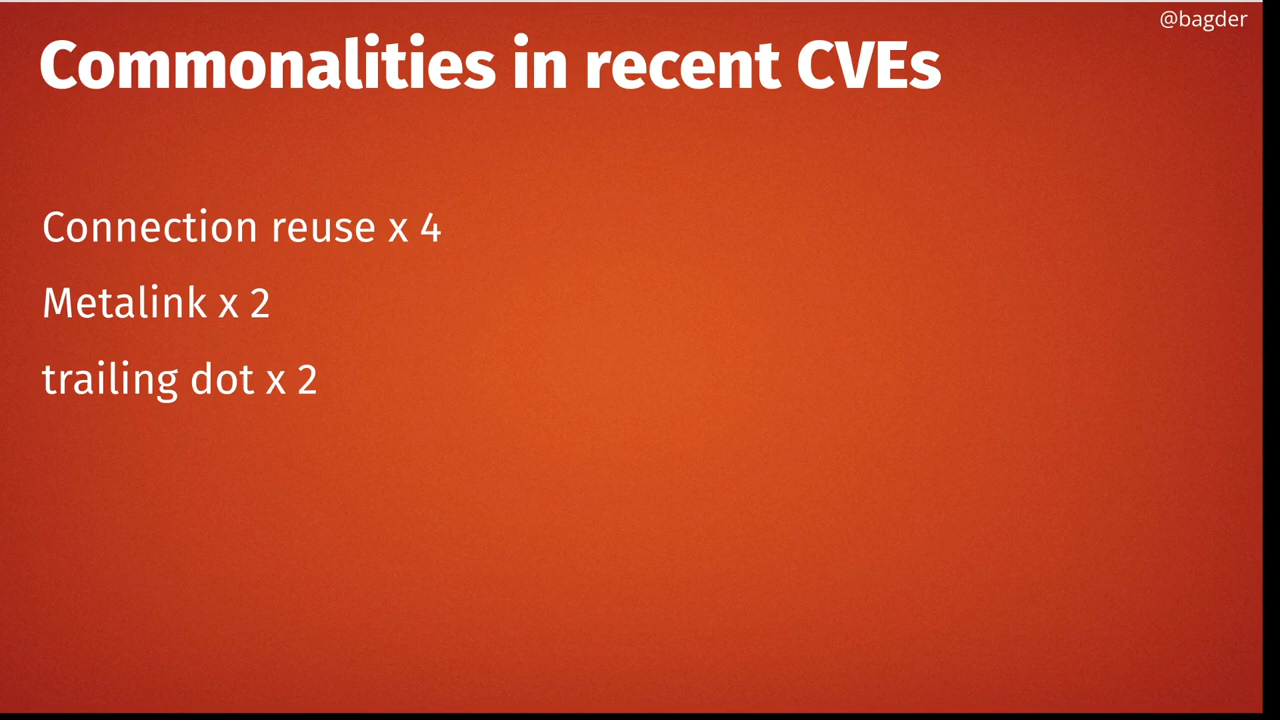 @bagder
Commonalities in recent CVEs
Connection reuse x 4
Metalink x 2
trailing dot x 2